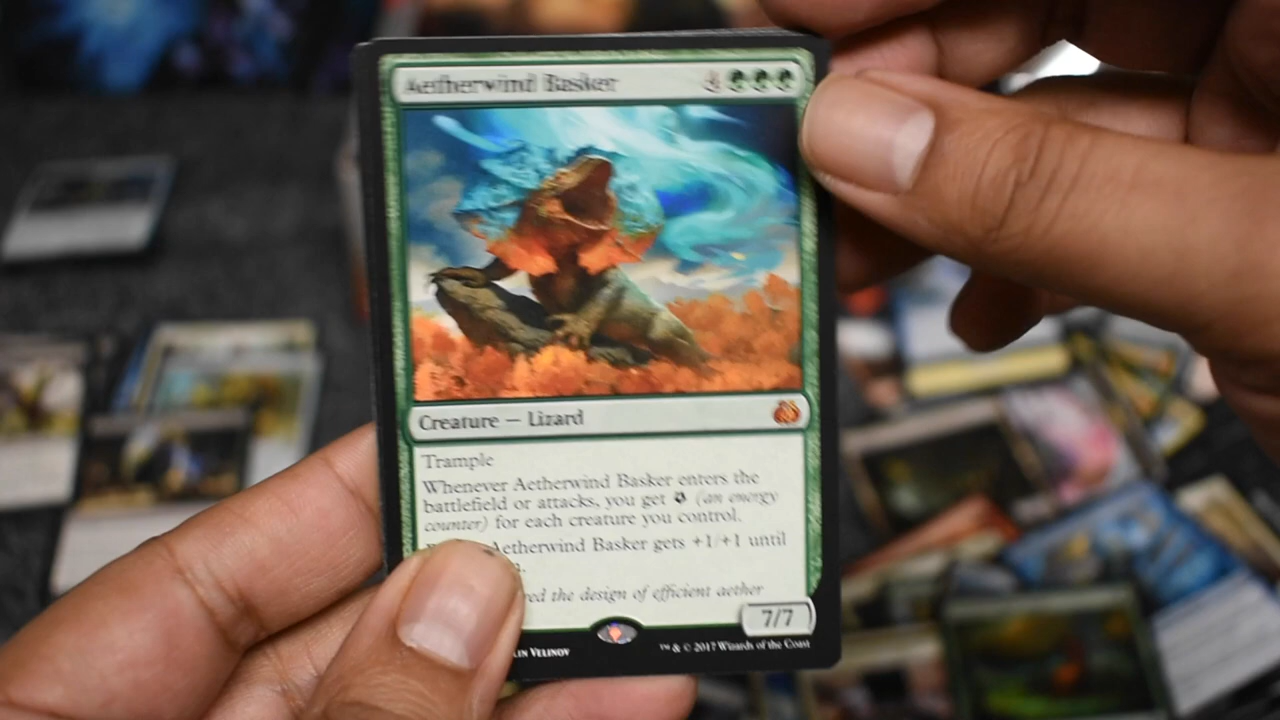 Aetherwind Basker 4
Creature — Lizard
Trample
Whenever Aetherwind Basker enters the
battlefield or attacks, you get (an energy
counter) for each creature you control.
Aetherwind Basker gets +1/+1 until
red the design of efficient aether
7/7
LIN VELINOV ™ & © 2017 Wizards of the Coast